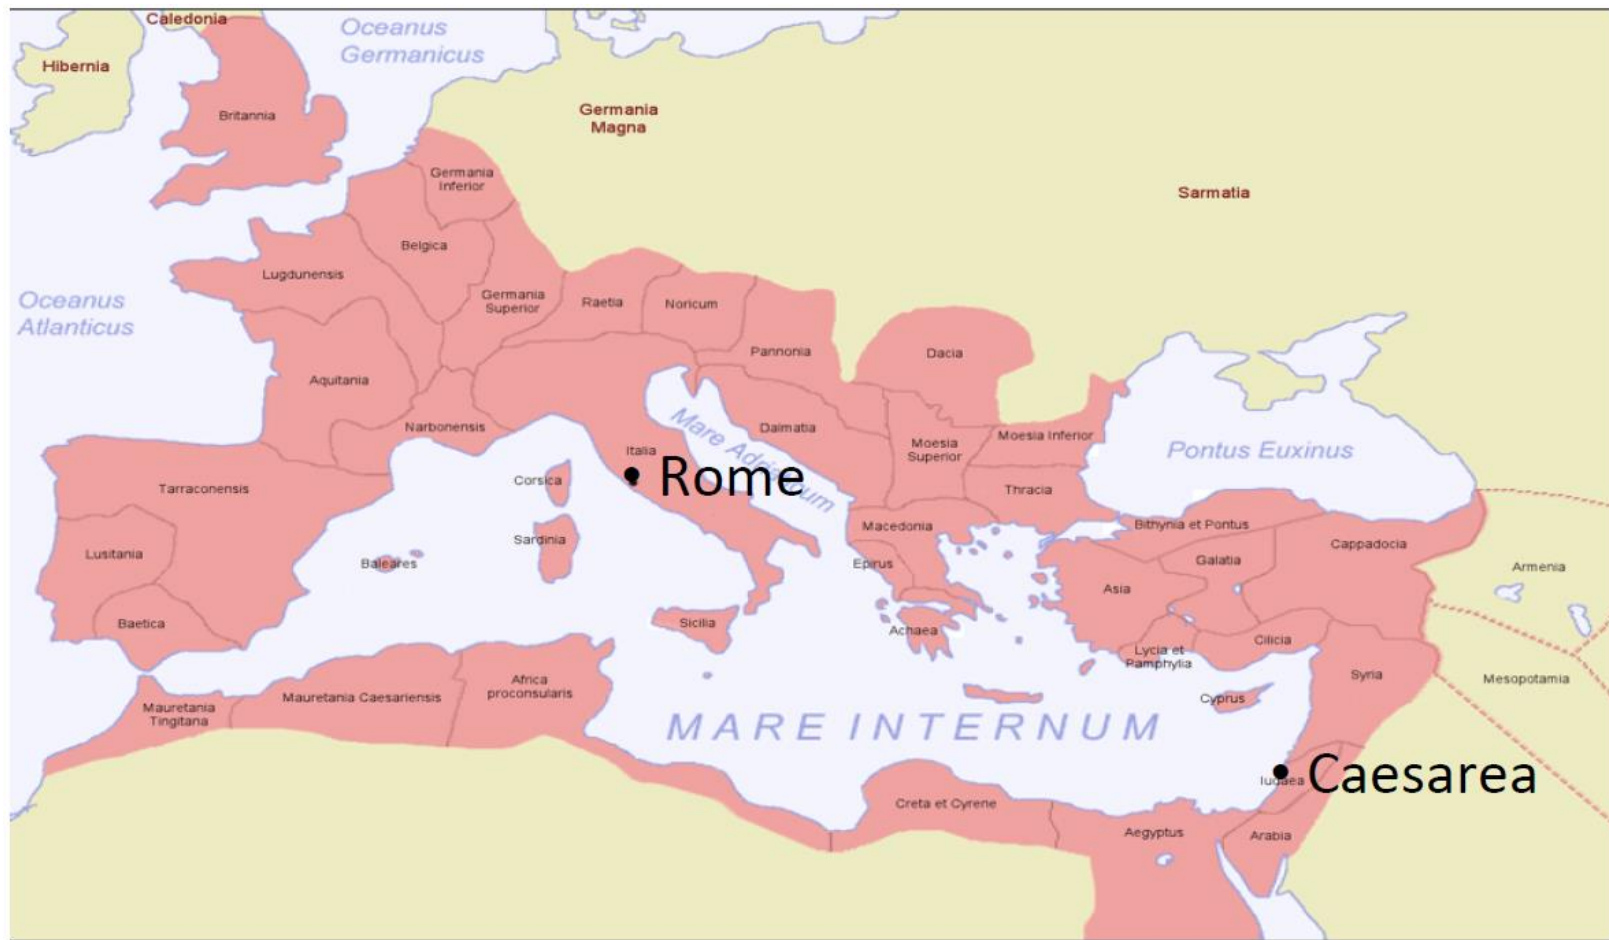 Caledonia
Oceanus
Germanicus
Hibernia
Britannia
Germania
Magna
Germania
Inferior
Sarmatia
Belgica
Lugdunensis
Oceanus
Atlanticus
Germania
Superior
Raetia
Noricum
Pannonia
Dacia
Aquitania
Narbonensis
Mare Adriaticum
Dalmatia
Moesia
Superior
Moesia Inferior
Pontus Euxinus
Italia
Rome
Corsica
Tarraconensis
Thracia
Macedonia
Bithynia et Pontus
Cappadocia
Lusitania
Sardinia
Baleares
Epirus
Galatia
Armenia
Asia
Baetica
Sicilia
Achaea
Cilicia
Lycia et
Pamphylia
Syria
Mesopotamia
Africa
proconsularis
Mauretania Caesariensis
Mauretania
Tingitana
Cyprus
MARE INTERNUM
Iudaea
Caesarea
Creta et Cyrene
Aegyptus
Arabia